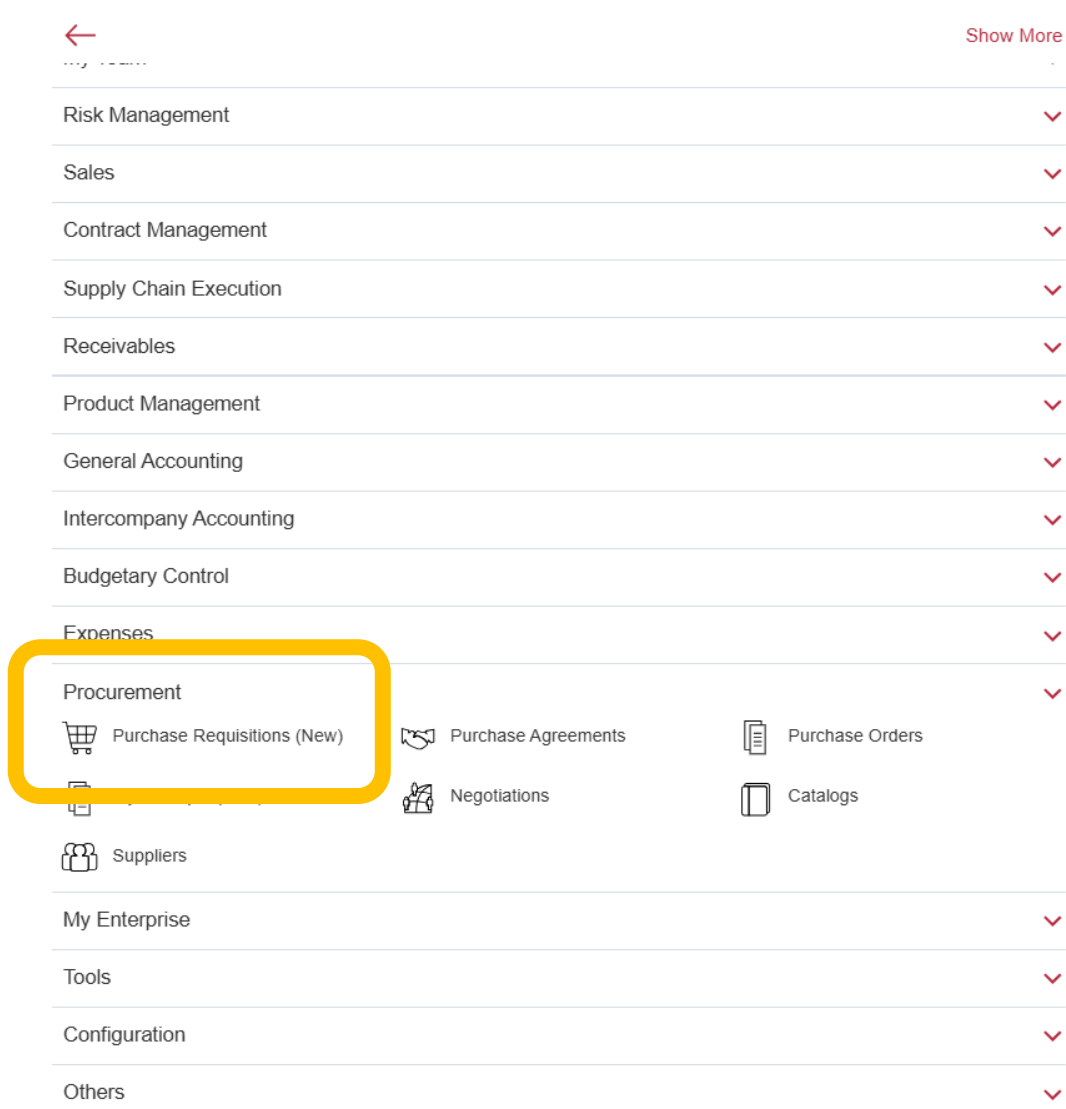 Show More
Risk Management
Sales
Contract Management
Supply Chain Execution
Receivables
Product Management
General Accounting
Intercompany Accounting
Budgetary Control
Expenses
Procurement
Purchase Requisitions (New) Purchase Agreements Purchase Orders
Negotiations Catalogs
Suppliers
My Enterprise
Tools
Configuration
Others